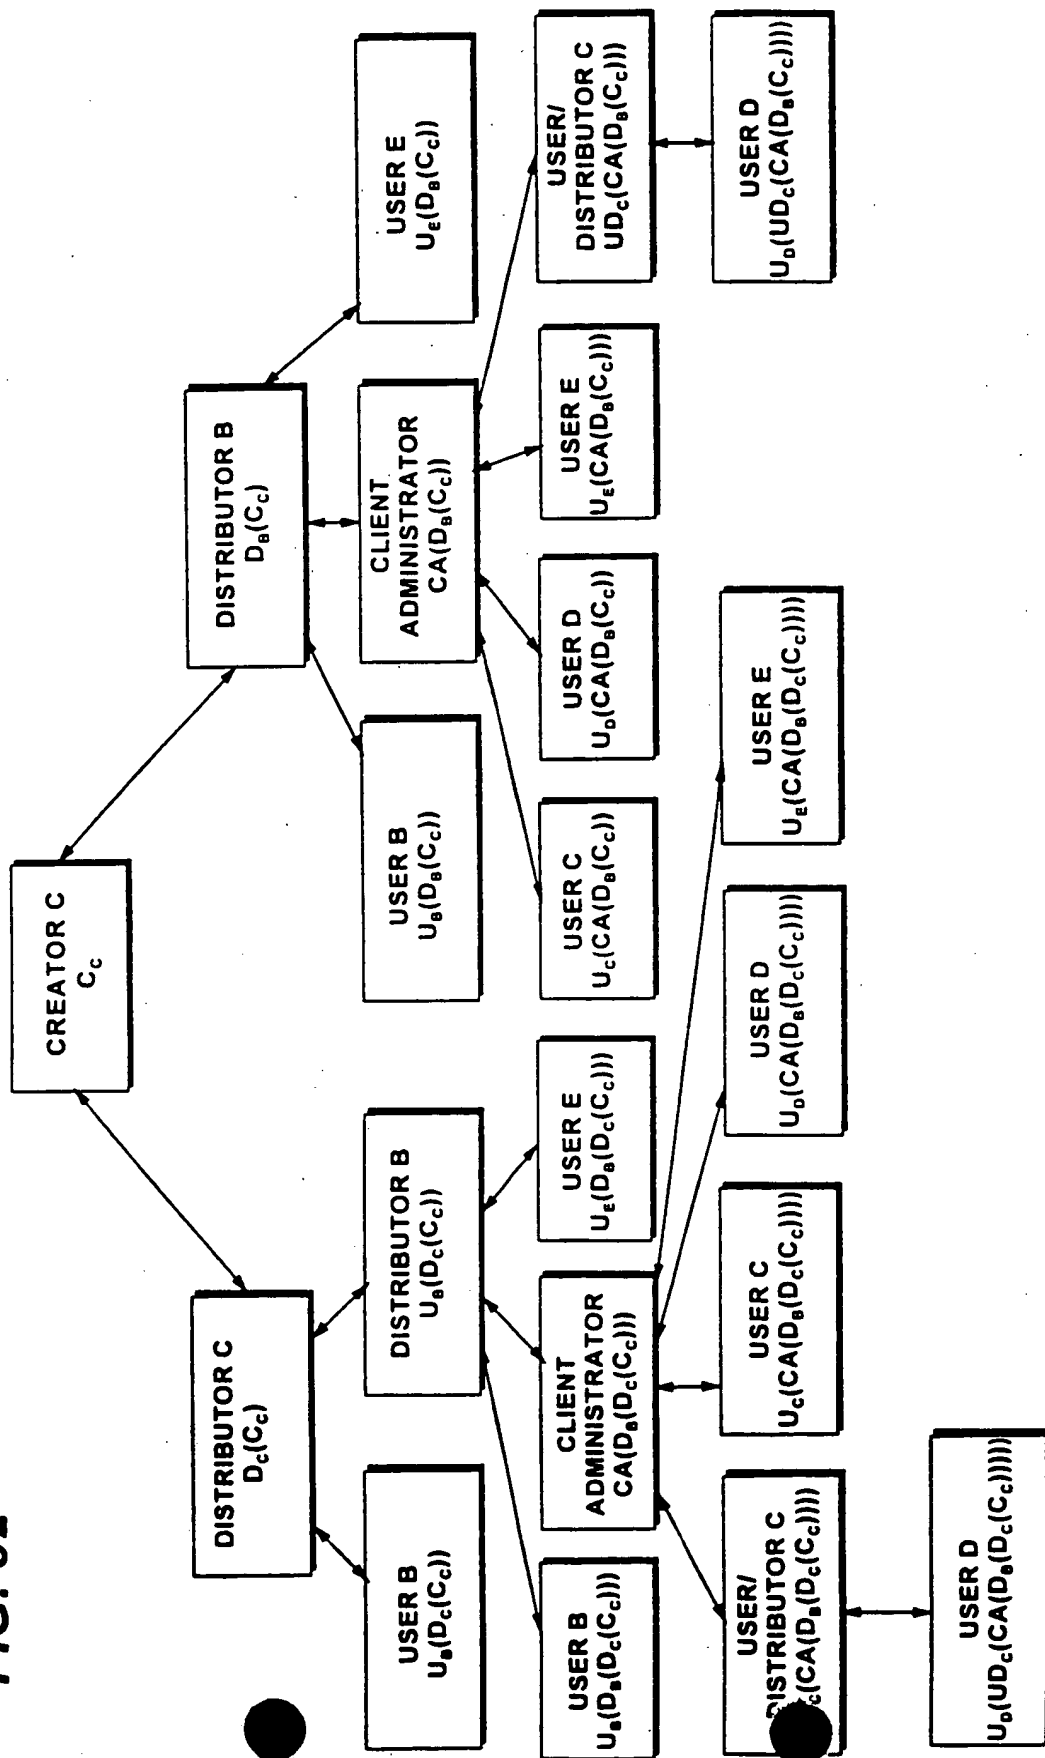 CREATOR C
C_C
DISTRIBUTOR C
D_C(C_C)
DISTRIBUTOR B
D_B(C_C)
USER B
U_B(D_C(C_C))
DISTRIBUTOR B
U_B(D_C(C_C))
USER B
U_B(D_B(C_C))
CLIENT
ADMINISTRATOR
CA(D_B(C_C))
USER E
U_E(D_B(C_C))
USER B
U_B(D_B(D_C(C_C)))
CLIENT
ADMINISTRATOR
CA(D_B(D_C(C_C)))
USER E
U_E(D_B(D_C(C_C)))
USER C
U_C(CA(D_B(C_C))
USER D
U_D(CA(D_B(C_C))
USER E
U_E(CA(D_B(C_C)))
USER/
DISTRIBUTOR C
UD_C(CA(D_B(C_C)))
USER/
DISTRIBUTOR C
(CA(D_B(D_C(C_C))))
USER C
U_C(CA(D_B(D_C(C_C))))
USER D
U_D(CA(D_B(D_C(C_C))))
USER E
U_E(CA(D_B(D_C(C_C))))
USER D
U_D(UD_C(CA(D_B(C_C))))
USER D
U_D(UD_C(CA(D_B(D_C(C_C)))))